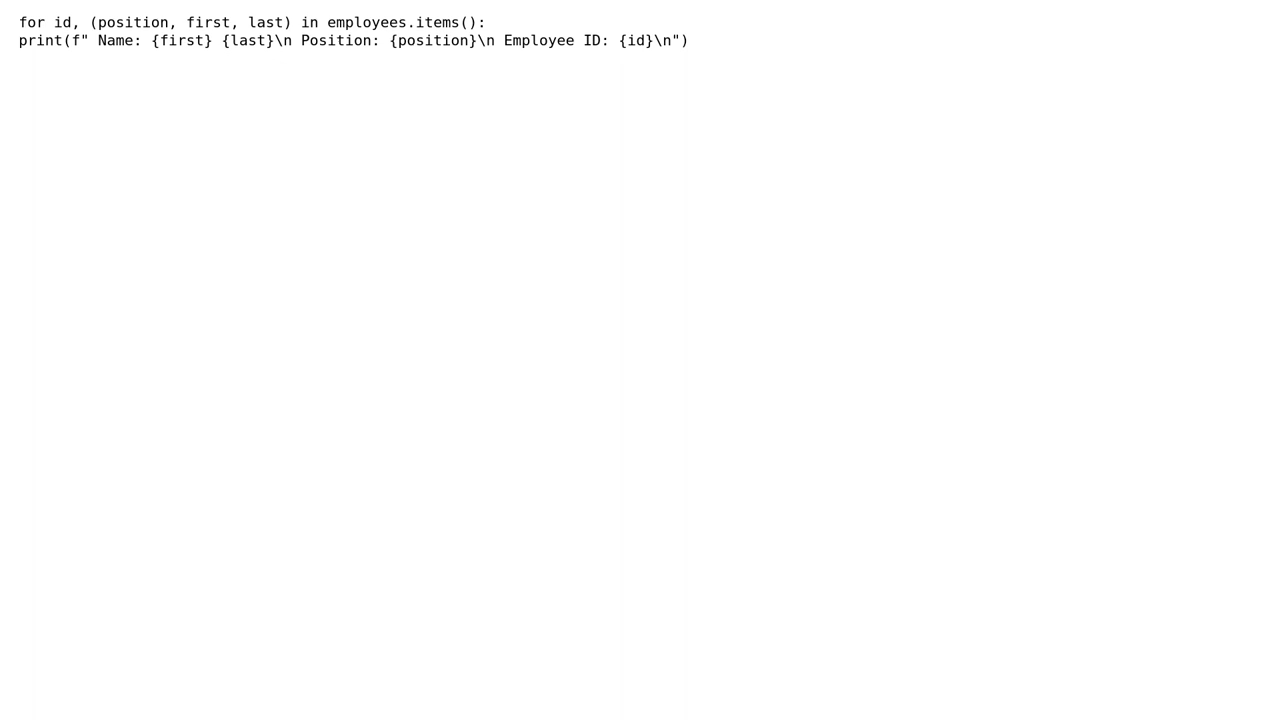 for id, (position, first, last) in employees.items():
print(f" Name: {first} {last}\n Position: {position}\n Employee ID: {id}\n")